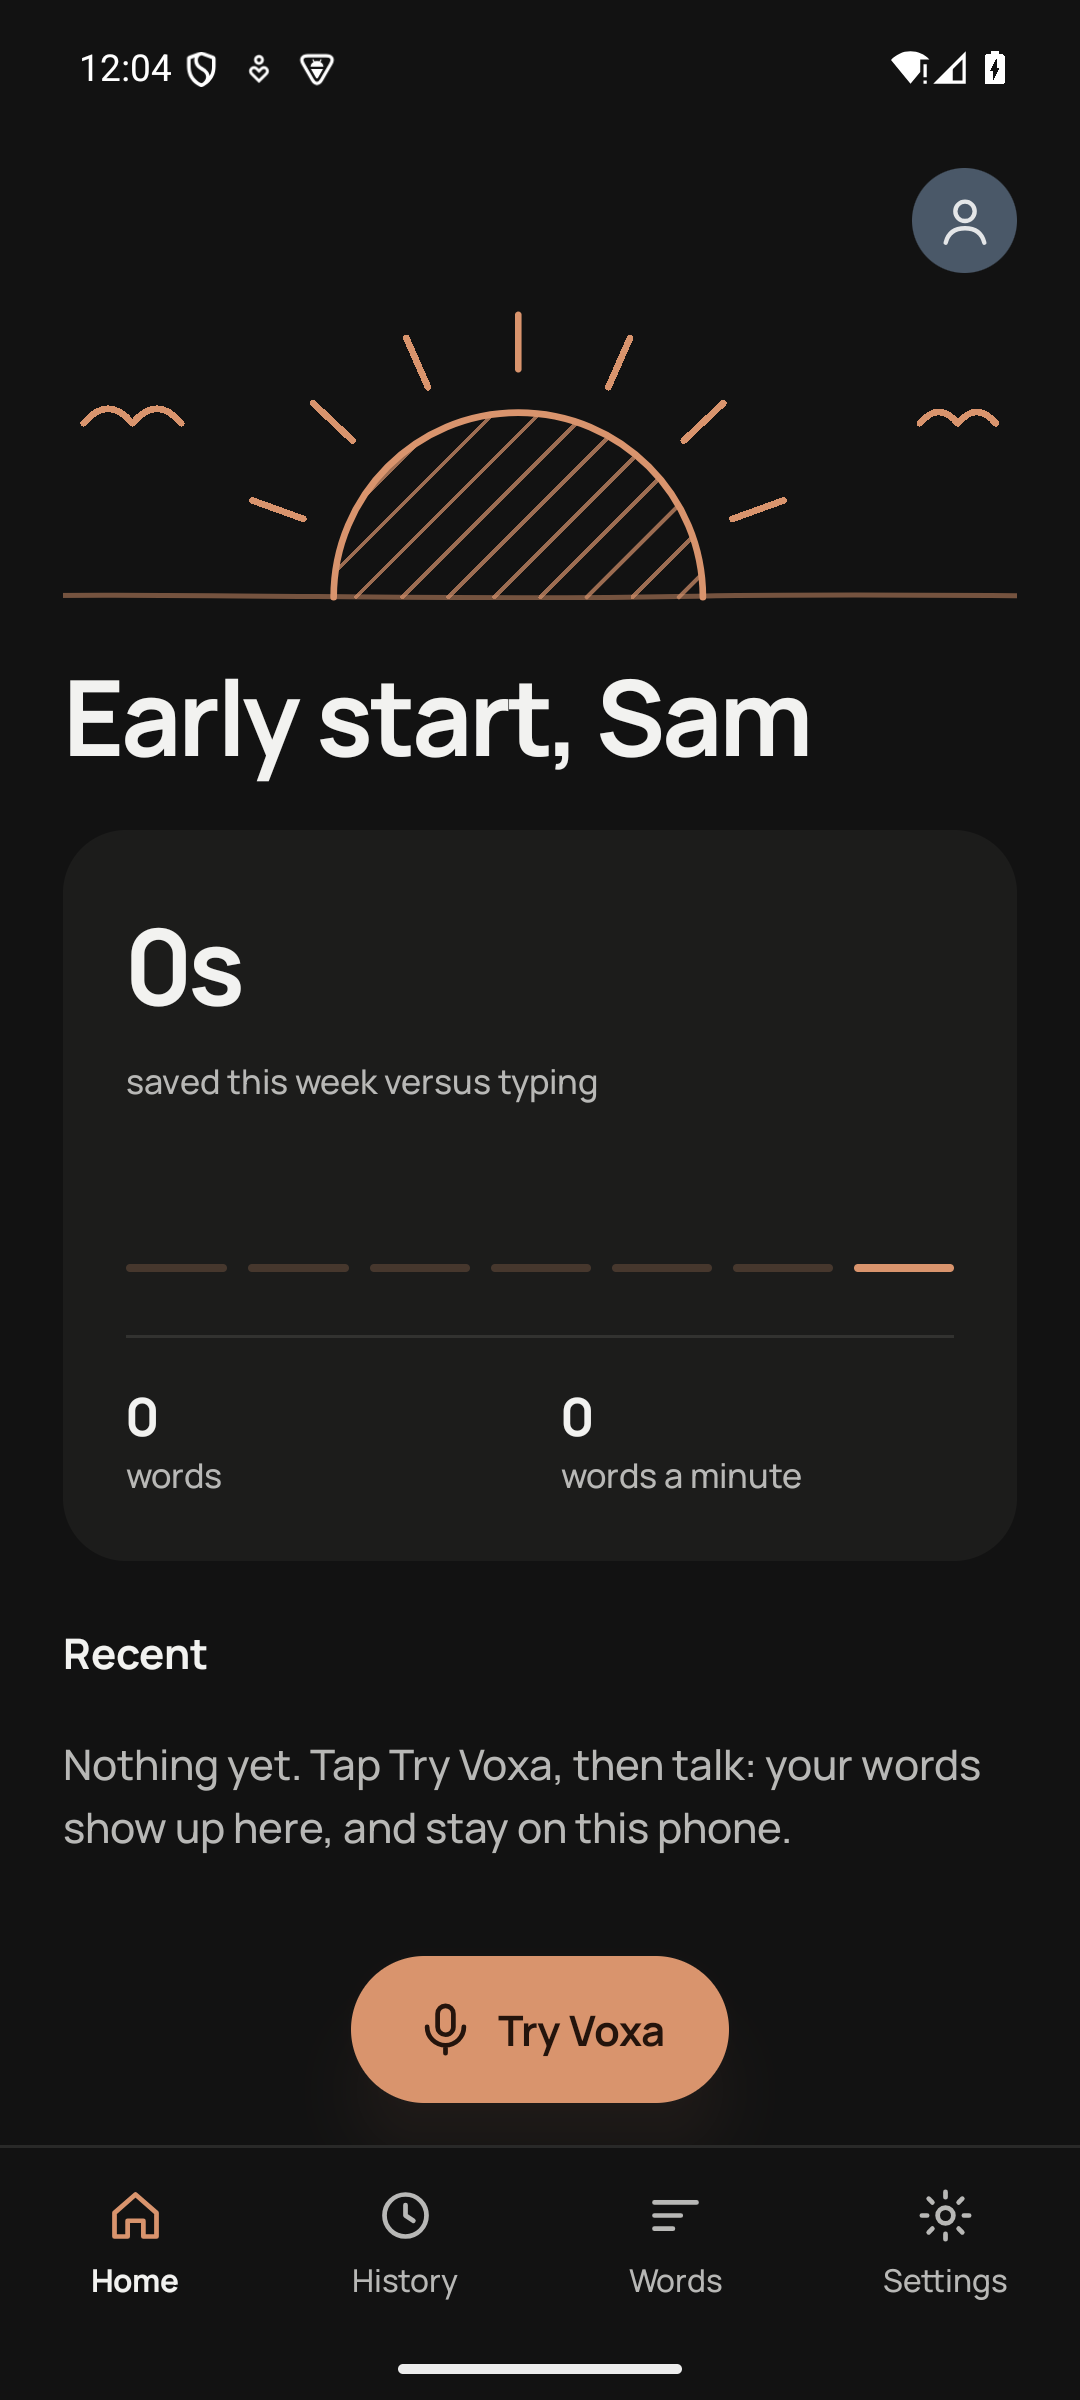 12:04
Early start, Sam
0s
saved this week versus typing
0
words
0
words a minute
Recent
Nothing yet. Tap Try Voxa, then talk: your words
show up here, and stay on this phone.
Try Voxa
Home
History
Words
Settings